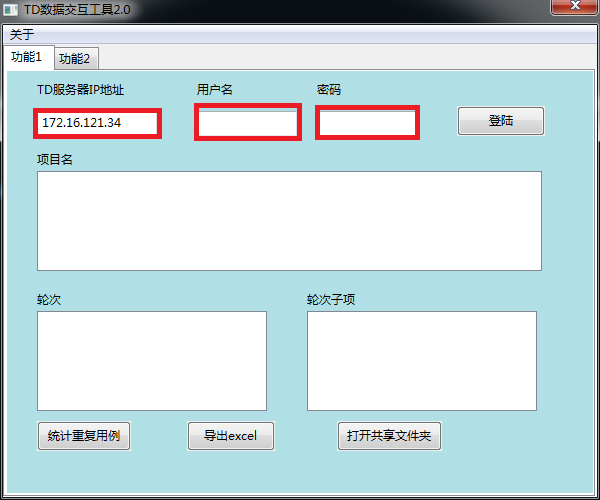 TD数据交互工具2.0
关于
功能1 功能2
TD服务器IP地址 用户名 密码
172.16.121.34 登陆
项目名
轮次 轮次子项
统计重复用例 导出excel 打开共享文件夹